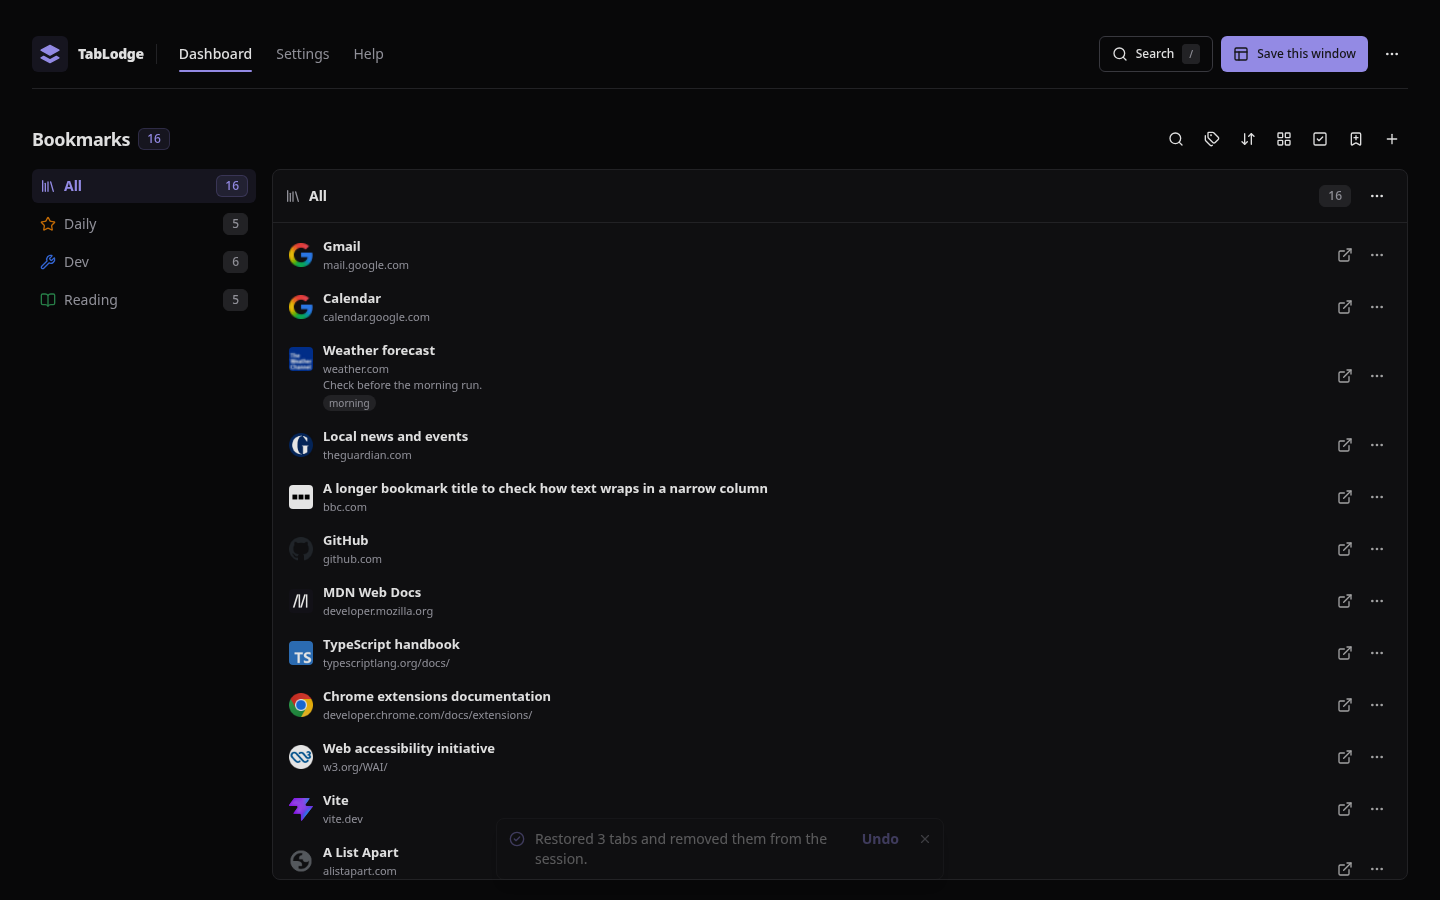 TabLodge
Dashboard
Settings
Help
Search /
Save this window
Bookmarks 16
All 16
Daily 5
Dev 6
Reading 5
All 16
Gmail
mail.google.com
Calendar
calendar.google.com
The Weather Channel
Weather forecast
weather.com
Check before the morning run.
morning
G
Local news and events
theguardian.com
A longer bookmark title to check how text wraps in a narrow column
bbc.com
GitHub
github.com
MDN Web Docs
developer.mozilla.org
TS
TypeScript handbook
typescriptlang.org/docs/
Chrome extensions documentation
developer.chrome.com/docs/extensions/
Web accessibility initiative
w3.org/WAI/
Vite
vite.dev
A List Apart
alistapart.com
Restored 3 tabs and removed them from the
session.
Undo